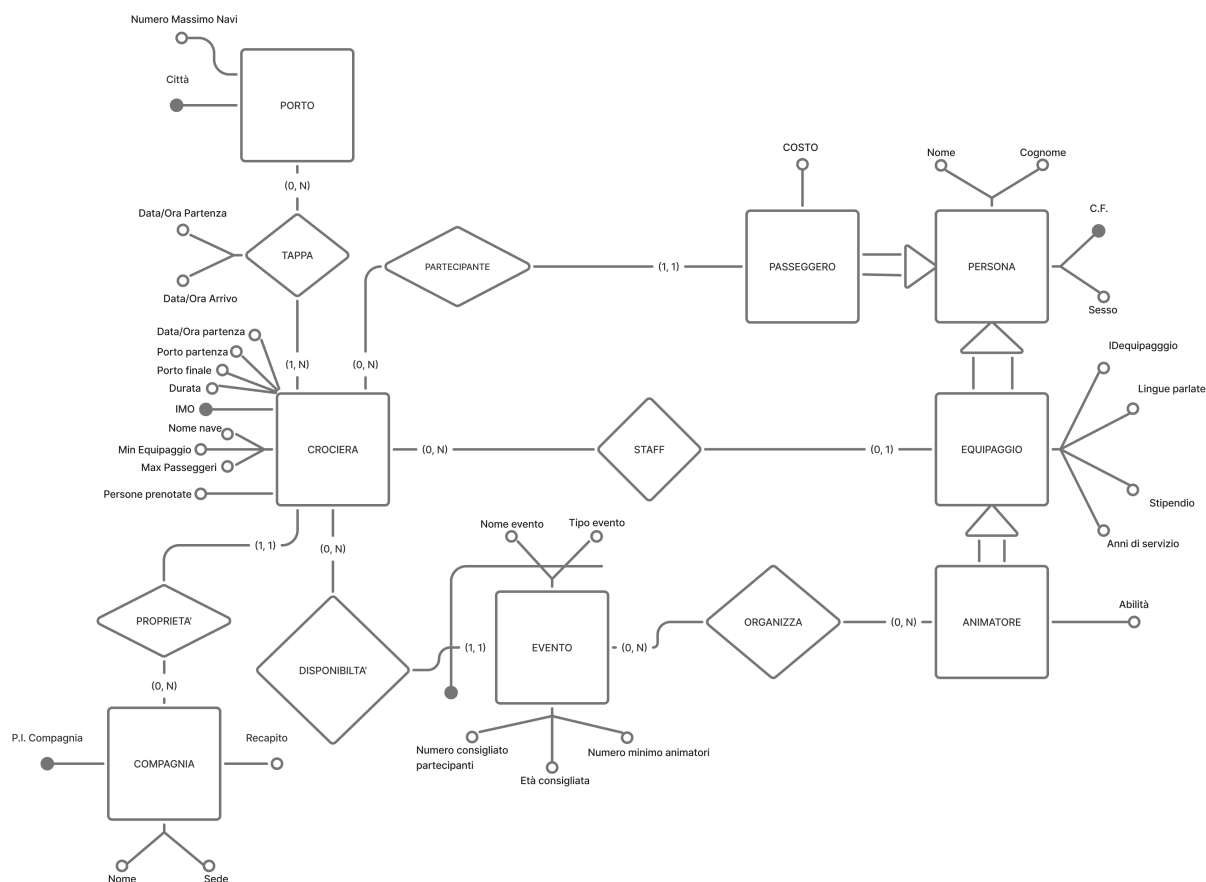 Numero Massimo Navi
Città
PORTO
(0, N)
Data/Ora Partenza
TAPPA
Data/Ora Arrivo
(1, N)
PARTECIPANTE
(0, N)
(1, 1)
COSTO
PASSEGGERO
Nome
Cognome
C.F.
PERSONA
Sesso
Data/Ora partenza
Porto partenza
Porto finale
Durata
IMO
Nome nave
Min Equipaggio
Max Passeggeri
Persone prenotate
CROCIERA
(0, N)
STAFF
(0, 1)
EQUIPAGGIO
IDequipagggio
Lingue parlate
Stipendio
Anni di servizio
(1, 1)
(0, N)
PROPRIETA'
(0, N)
DISPONIBILTA'
(1, 1)
Nome evento
Tipo evento
EVENTO
(0, N)
ORGANIZZA
(0, N)
ANIMATORE
Abilità
Numero consigliato
partecipanti
Età consigliata
Numero minimo animatori
P.I. Compagnia
COMPAGNIA
Recapito
Nome
Sede